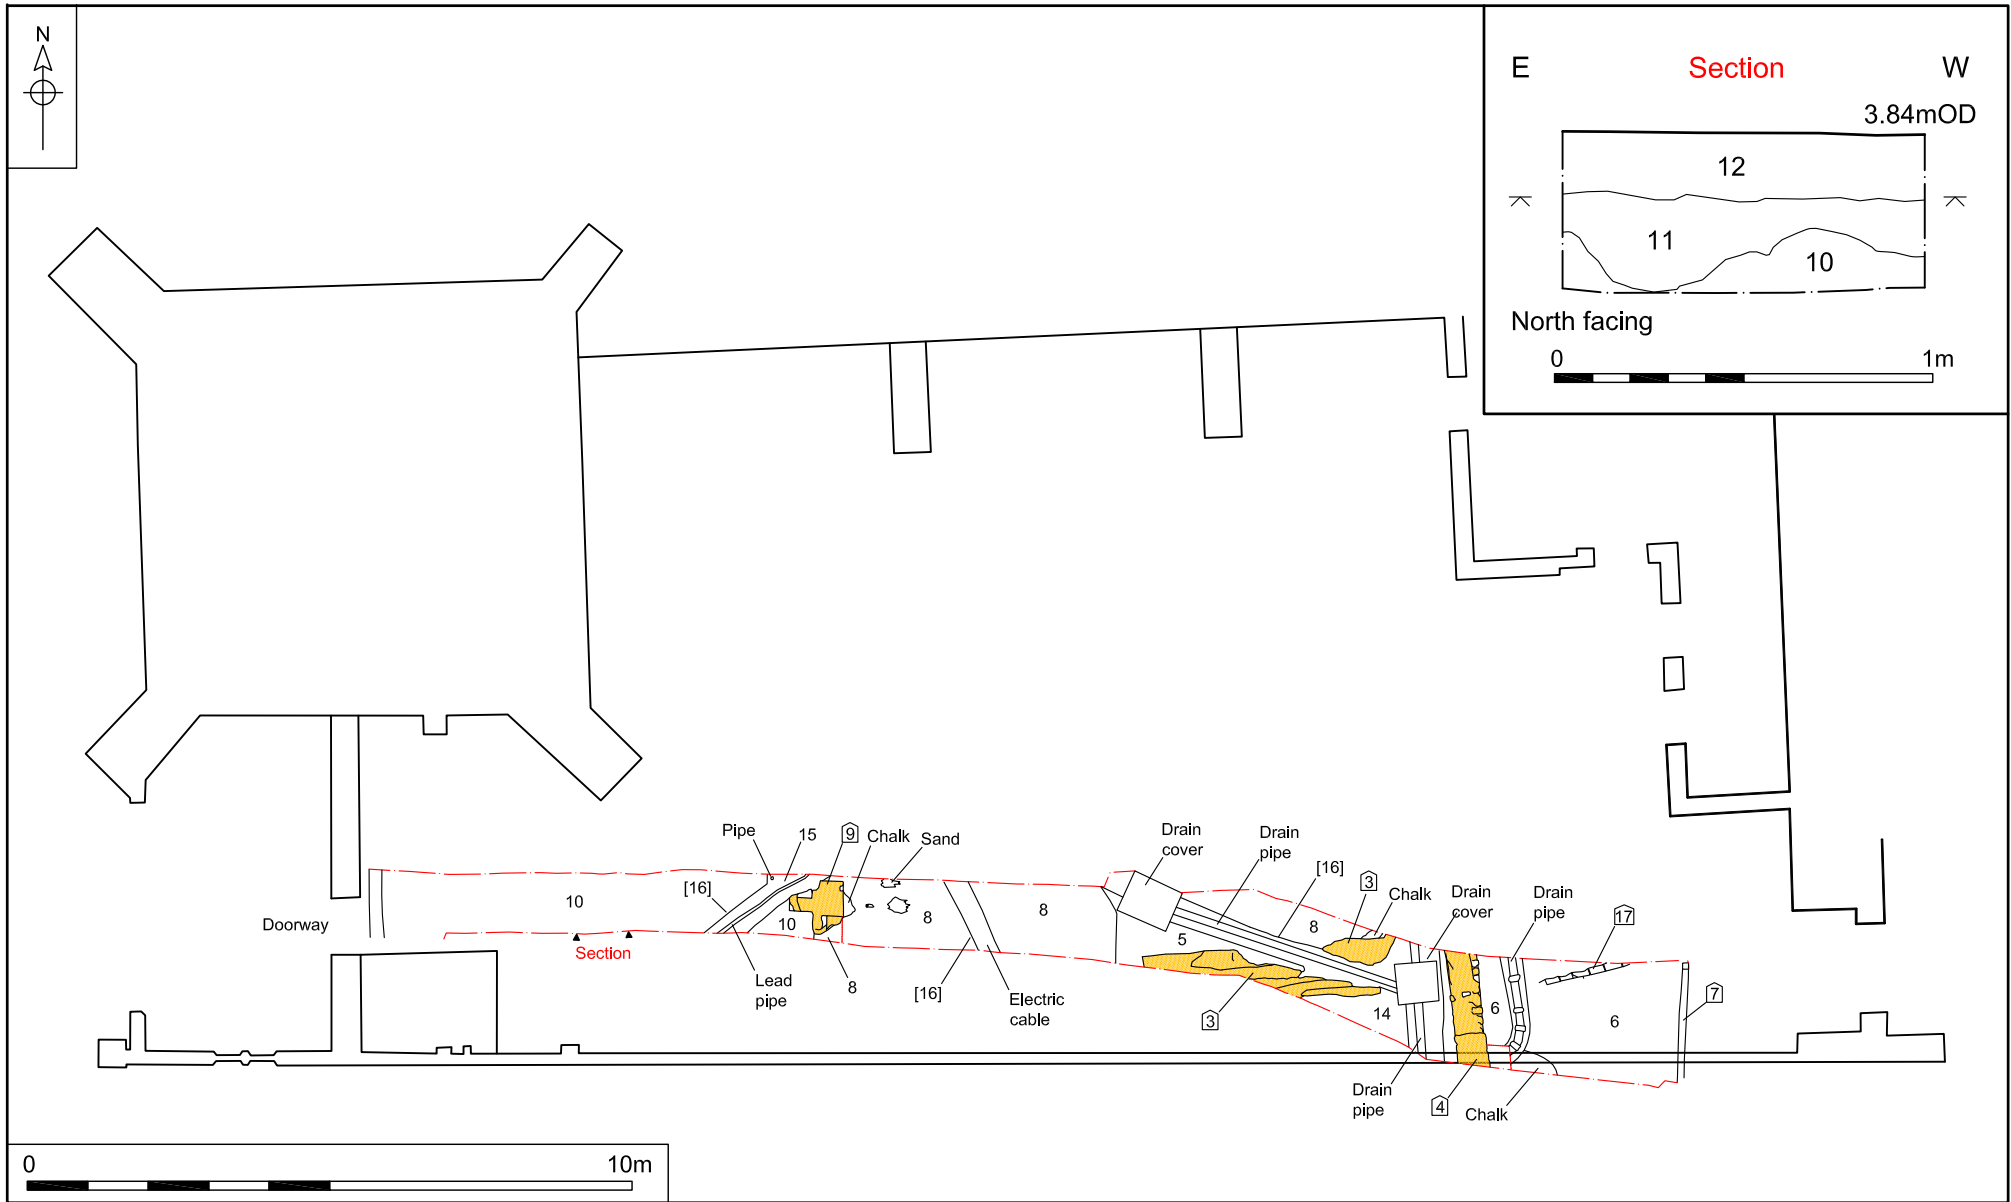 N
E
Section
W
3.84mOD
12
11
10
North facing
0
1m
Pipe
15
9
Chalk
Sand
[16]
10
Doorway
Section
10
8
8
8
Lead
pipe
[16]
Electric
cable
Drain
cover
Drain
pipe
[16]
3
Chalk
Drain
cover
Drain
pipe
17
5
8
3
14
6
6
7
Drain
pipe
4
Chalk
0
10m